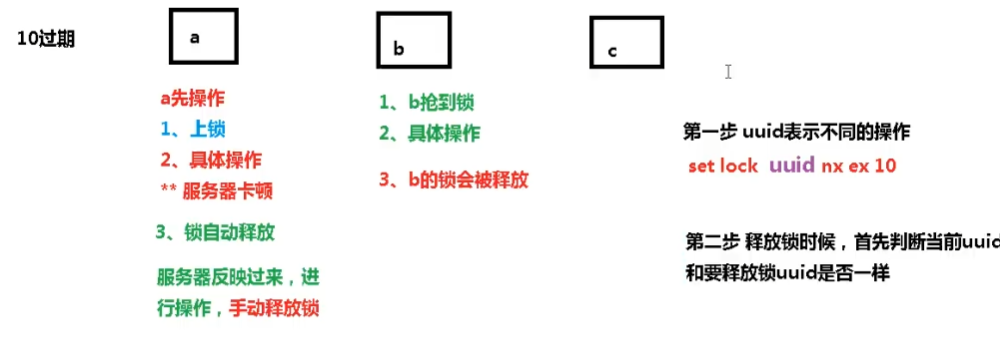 10过期
a
b
c
a先操作
1、上锁
2、具体操作
** 服务器卡顿
3、锁自动释放
服务器反映过来，进
行操作，手动释放锁
1、b抢到锁
2、具体操作
3、b的锁会被释放
第一步 uuid表示不同的操作
set lock uuid nx ex 10
第二步 释放锁时候，首先判断当前uuid
和要释放锁uuid是否一样